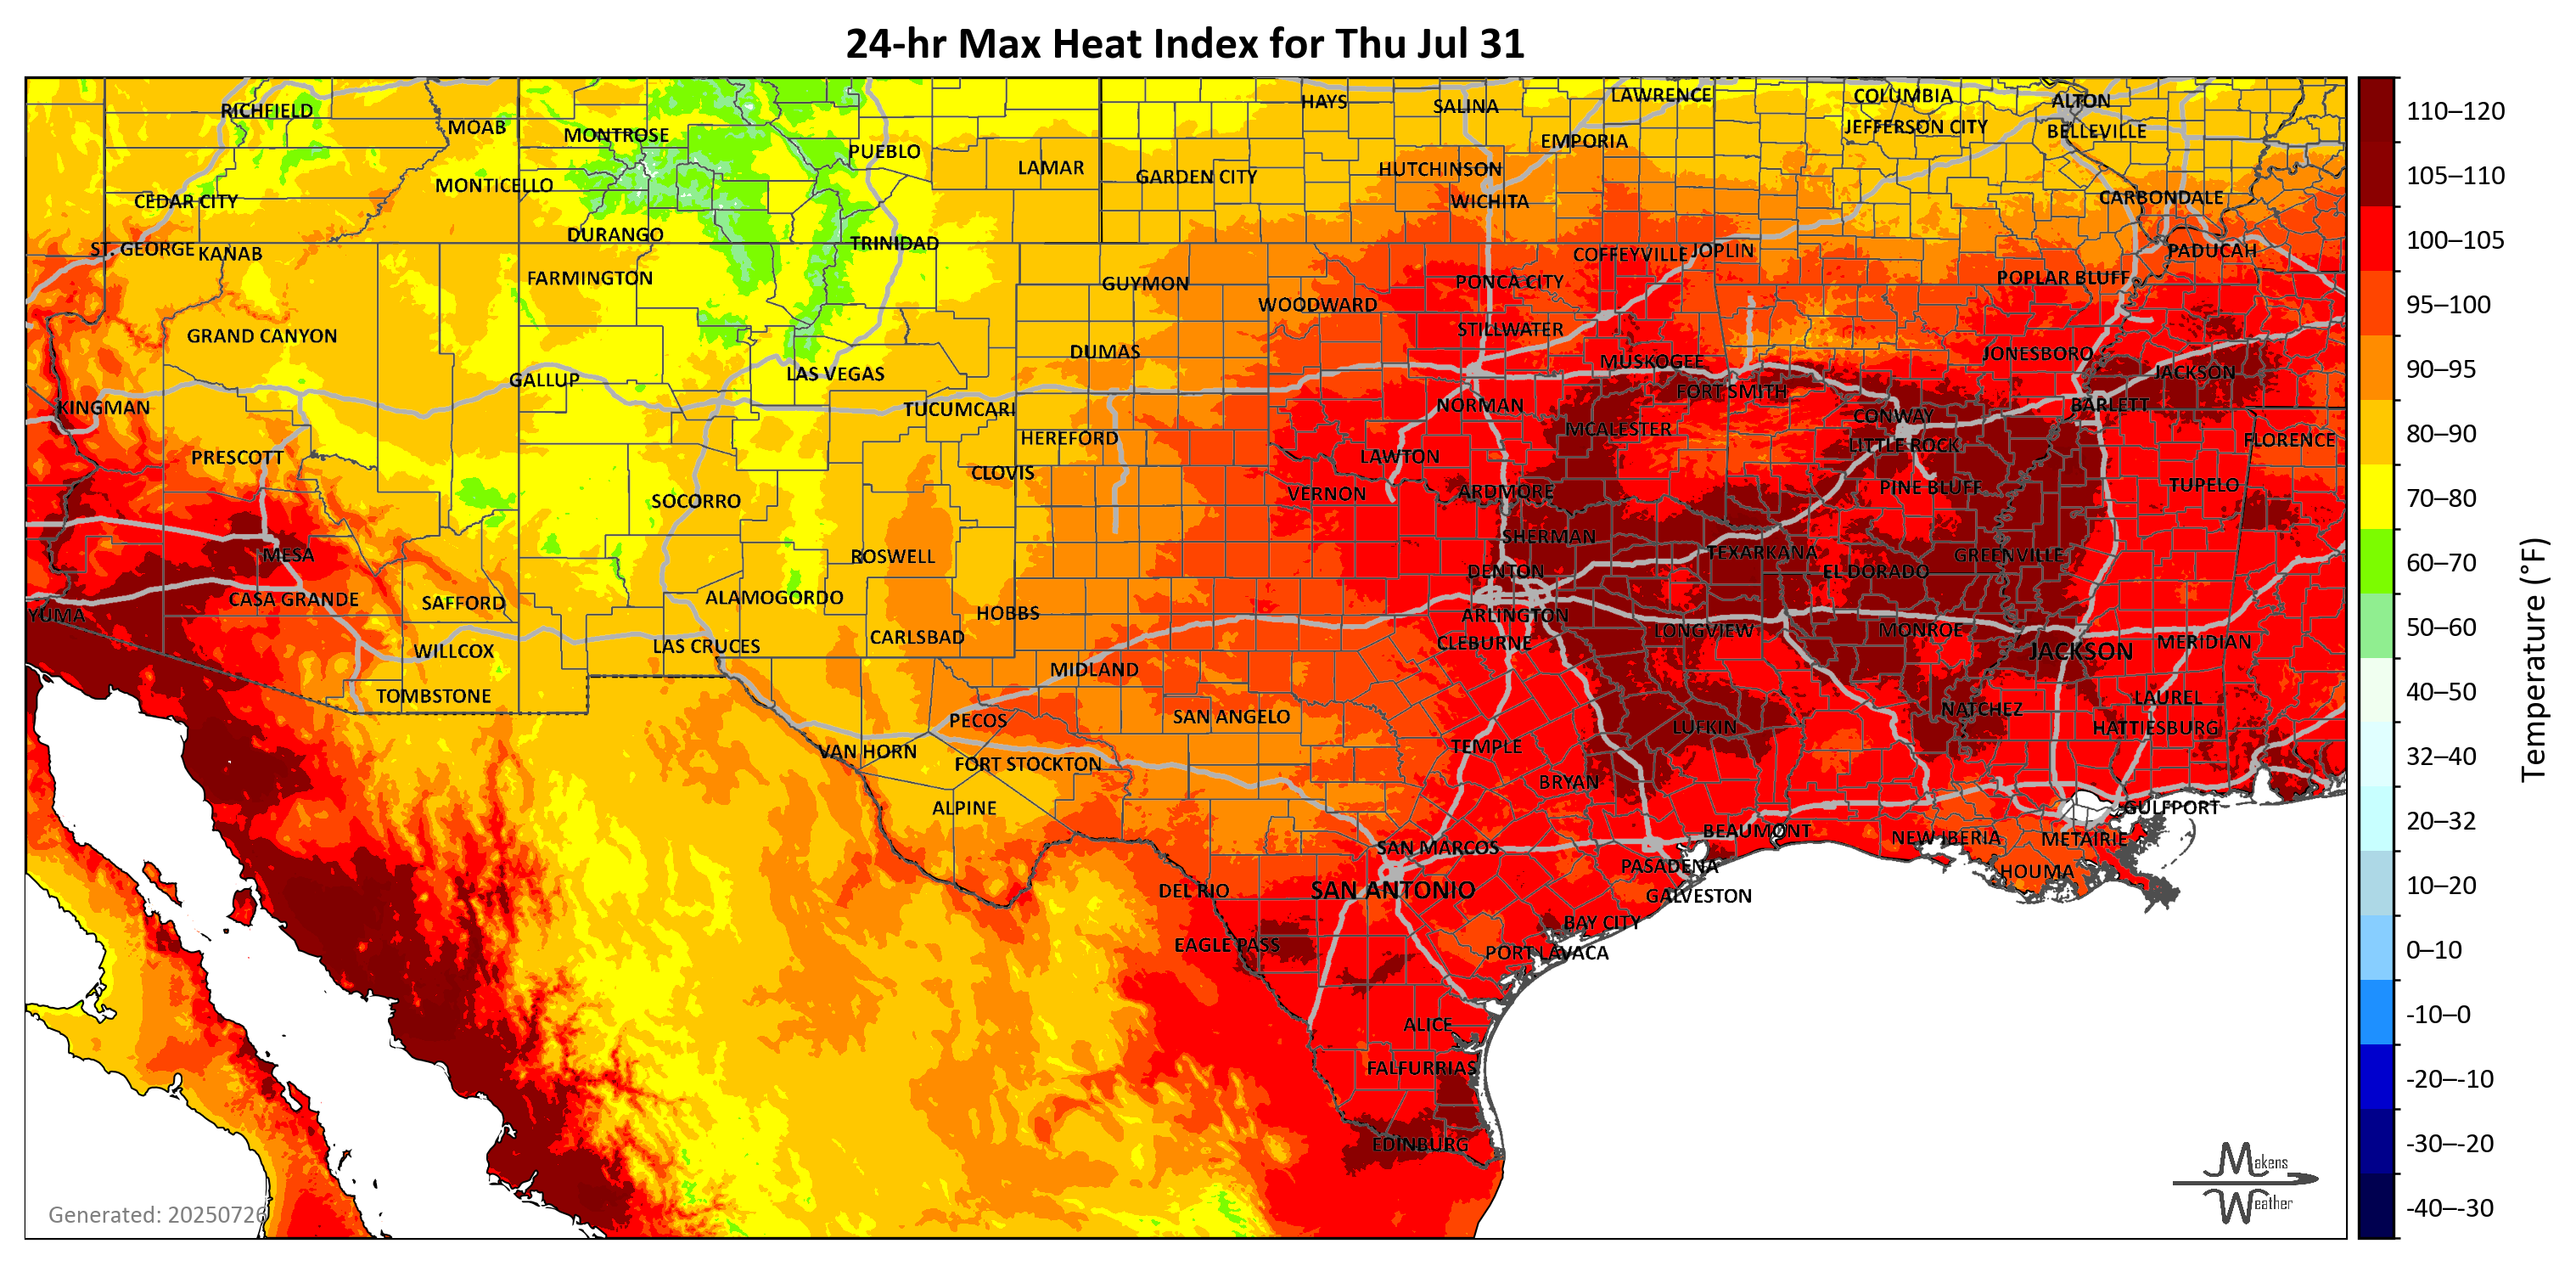 24-hr Max Heat Index for Thu Jul 31
HAYS
SALINA
LAWRENCE
COLUMBIA
ALTON
RICHFIELD
MOAB
MONTROSE
PUEBLO
EMPORIA
JEFFERSON CITY
BELLEVILLE
LAMAR
GARDEN CITY
HUTCHINSON
MONTICELLO
CEDAR CITY
WICHITA
CARBONDALE
DURANGO
TRINIDAD
ST. GEORGE
KANAB
COFFEYVILLE
JOPLIN
PADUCAH
FARMINGTON
GUYMON
PONCA CITY
POPLAR BLUFF
WOODWARD
GRAND CANYON
STILLWATER
DUMAS
MUSKOGEE
JONESBORO
GALLUP
LAS VEGAS
FORT SMITH
JACKSON
KINGMAN
TUCUMCARI
NORMAN
CONWAY
BARLETT
HEREFORD
MCALESTER
LITTLE ROCK
FLORENCE
PRESCOTT
CLOVIS
LAWTON
SOCORRO
VERNON
ARDMORE
PINE BLUFF
TUPELO
MESA
ROSWELL
SHERMAN
TEXARKANA
GREENVILLE
DENTON
EL DORADO
CASA GRANDE
SAFFORD
ALAMOGORDO
HOBBS
YUMA
ARLINGTON
CARLSBAD
LAS CRUCES
CLEBURNE
LONGVIEW
MONROE
WILLCOX
JACKSON
MERIDIAN
MIDLAND
TOMBSTONE
LAUREL
PECOS
SAN ANGELO
NATCHEZ
LUFKIN
HATTIESBURG
VAN HORN
TEMPLE
FORT STOCKTON
BRYAN
ALPINE
GULFPORT
BEAUMONT
NEW IBERIA
METAIRIE
SAN MARCOS
PASADENA
HOUMA
DEL RIO
SAN ANTONIO
GALVESTON
BAY CITY
EAGLE PASS
PORT LAVACA
ALICE
FALFURRIAS
EDINBURG
Generated: 20250726
Makens
Weather
110–120
105–110
100–105
95–100
90–95
80–90
70–80
60–70
50–60
40–50
32–40
20–32
10–20
0–10
-10–0
-20–-10
-30–-20
-40–-30
Temperature (°F)